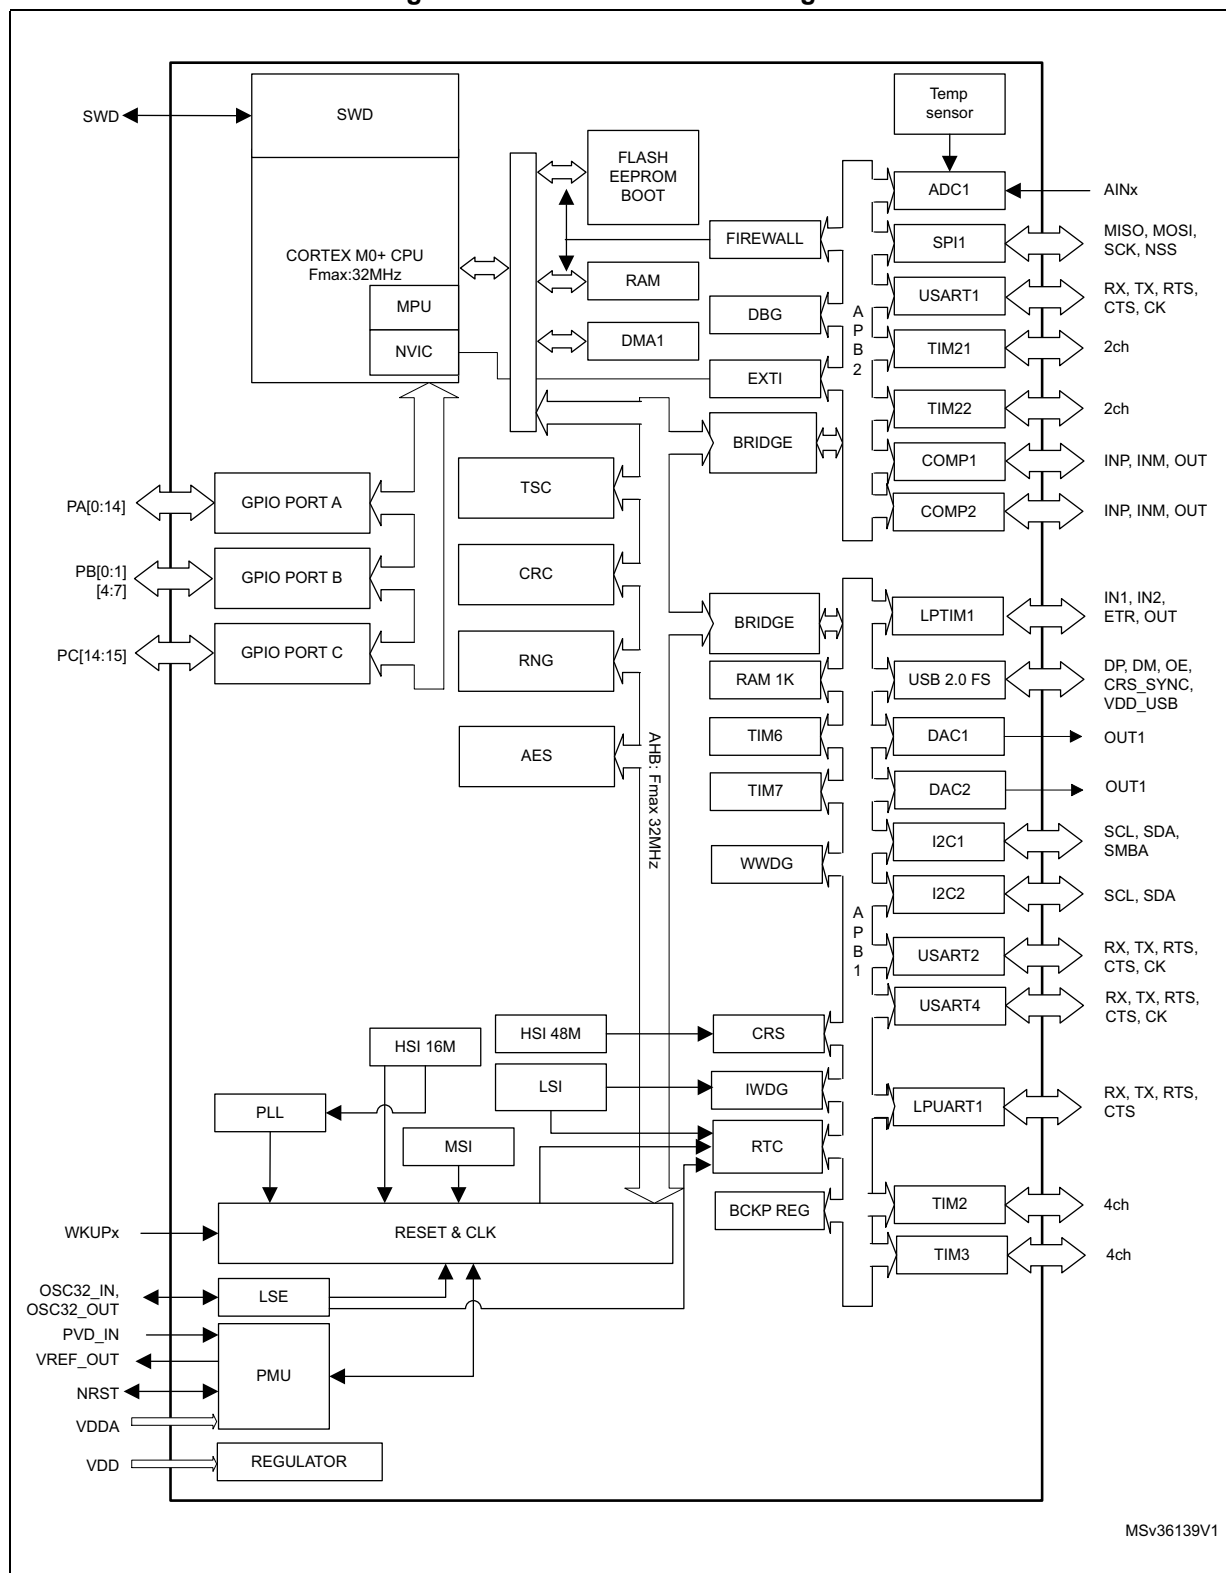 SWD
SWD
CORTEX M0+ CPU
Fmax:32MHz
MPU
NVIC
FLASH
EEPROM
BOOT
RAM
DMA1
FIREWALL
DBG
EXTI
BRIDGE
A
P
B
2
Temp
sensor
ADC1
AINx
SPI1
MISO, MOSI,
SCK, NSS
USART1
RX, TX, RTS,
CTS, CK
TIM21
2ch
TIM22
2ch
COMP1
INP, INM, OUT
COMP2
INP, INM, OUT
PA[0:14]
GPIO PORT A
PB[0:1]
[4:7]
GPIO PORT B
PC[14:15]
GPIO PORT C
TSC
CRC
RNG
AES
AHB: Fmax 32MHz
BRIDGE
RAM 1K
TIM6
TIM7
WWDG
A
P
B
1
LPTIM1
IN1, IN2,
ETR, OUT
USB 2.0 FS
DP, DM, OE,
CRS_SYNC,
VDD_USB
DAC1
OUT1
DAC2
OUT1
I2C1
SCL, SDA,
SMBA
I2C2
SCL, SDA
USART2
RX, TX, RTS,
CTS, CK
USART4
RX, TX, RTS,
CTS, CK
LPUART1
RX, TX, RTS,
CTS
TIM2
4ch
TIM3
4ch
HSI 16M
HSI 48M
CRS
LSI
IWDG
PLL
MSI
RTC
BCKP REG
WKUPx
RESET & CLK
OSC32_IN,
OSC32_OUT
LSE
PVD_IN
VREF_OUT
NRST
VDDA
PMU
VDD
REGULATOR
MSv36139V1